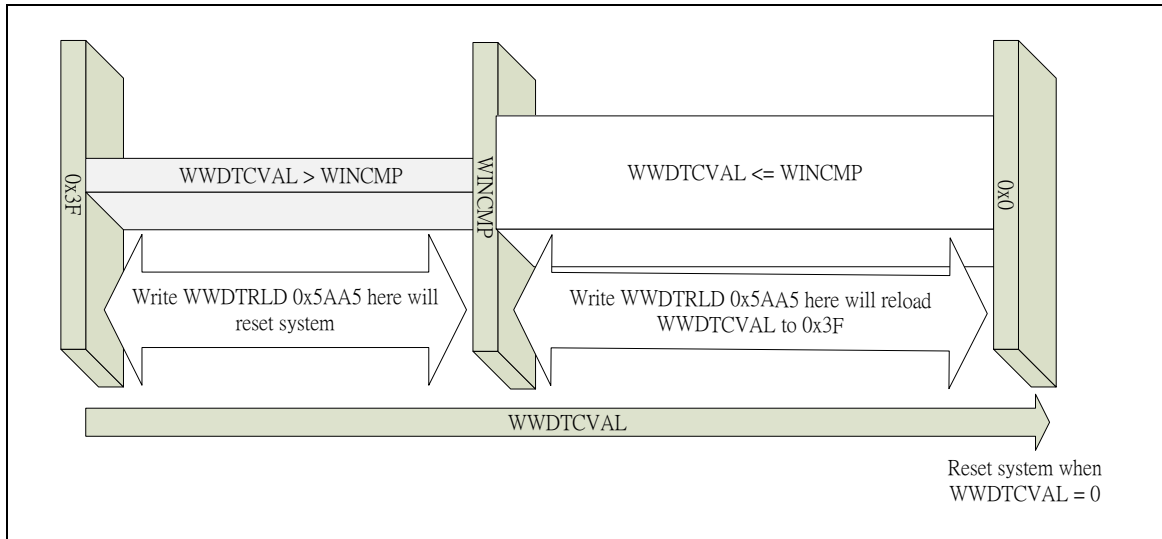 0x3F
WWDTCVAL > WINCMP
WINCMP
WWDTCVAL <= WINCMP
0x0
Write WWDTRLD 0x5AA5 here will
reset system
Write WWDTRLD 0x5AA5 here will reload
WWDTCVAL to 0x3F
WWDTCVAL
Reset system when
WWDTCVAL = 0